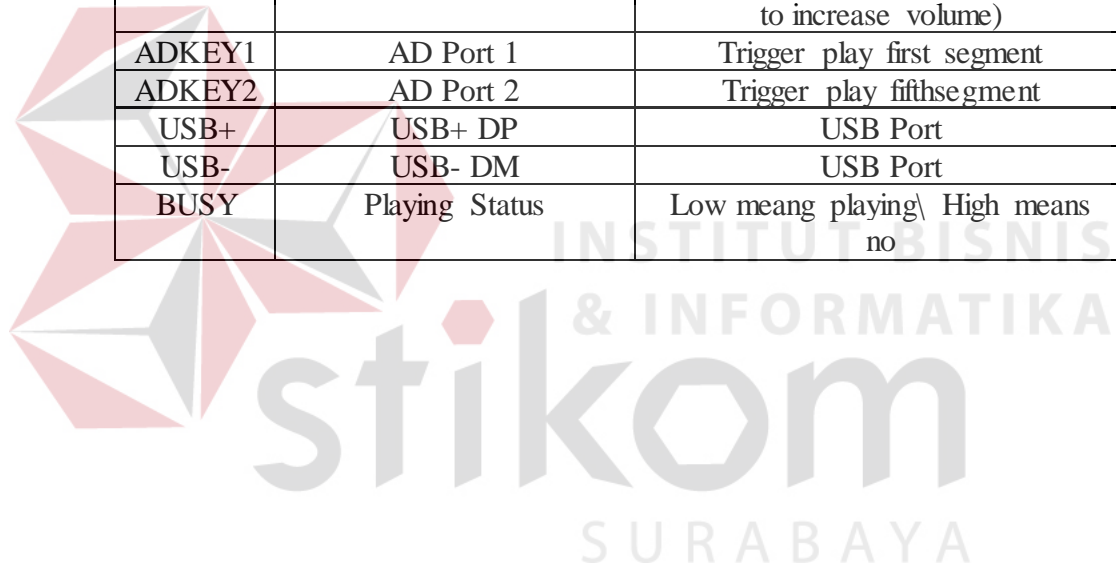 to increase volume)
ADKEY1 AD Port 1 Trigger play first segment
ADKEY2 AD Port 2 Trigger play fifthsegment
USB+ USB+ DP USB Port
USB- USB- DM USB Port
BUSY Playing Status Low meang playing\ High means
no
INSTITUT BISNIS
& INFORMATIKA
stikom
SURABAYA